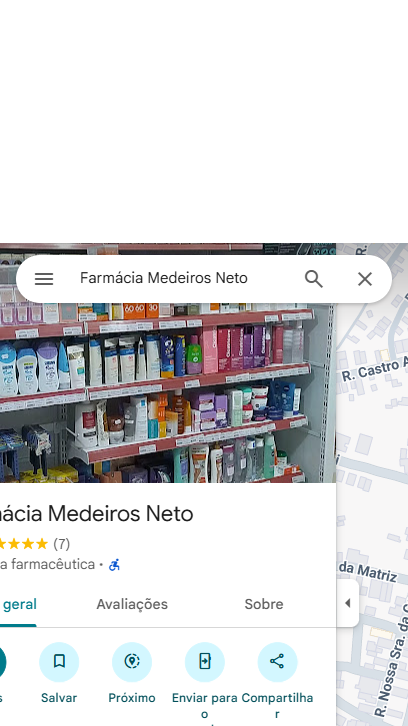 Farmácia Medeiros Neto
R. Castro A
ácia Medeiros Neto
(7)
a farmacêutica ·
da Matriz
geral
Avaliações
Sobre
R. Nossa Sra. da C
s
Salvar
Próximo
Enviar para
o
Compartilha
r